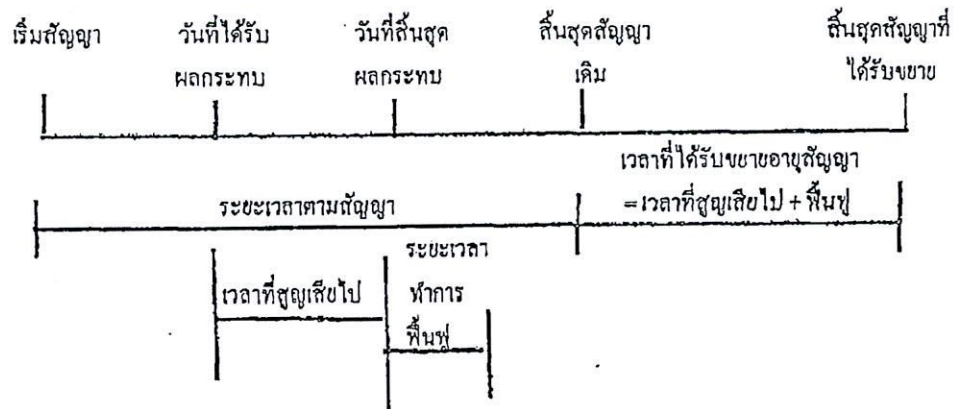 เริ่มสัญญา
วันที่ได้รับ
ผลกระทบ
วันที่สิ้นสุด
ผลกระทบ
สิ้นสุดสัญญา
เดิม
สิ้นสุดสัญญาที่
ได้รับขยาย
เวลาที่ได้รับขยายอายุสัญญา
=เวลาที่สูญเสียไป + ฟื้นฟู
ระยะเวลาตามสัญญา
เวลาที่สูญเสียไป
ระยะเวลา
ทำการ
ฟื้นฟู